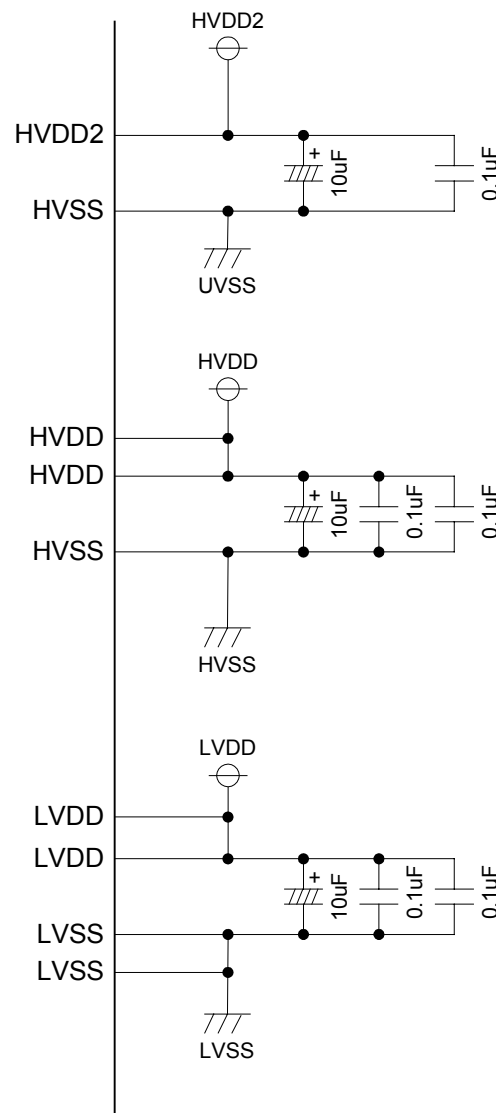 HVDD2
HVDD2
+
10uF
0.1uF
HVSS
UVSS
HVDD
HVDD
HVDD
+
10uF
0.1uF
0.1uF
HVSS
HVSS
LVDD
LVDD
LVDD
+
10uF
0.1uF
0.1uF
LVSS
LVSS
LVSS